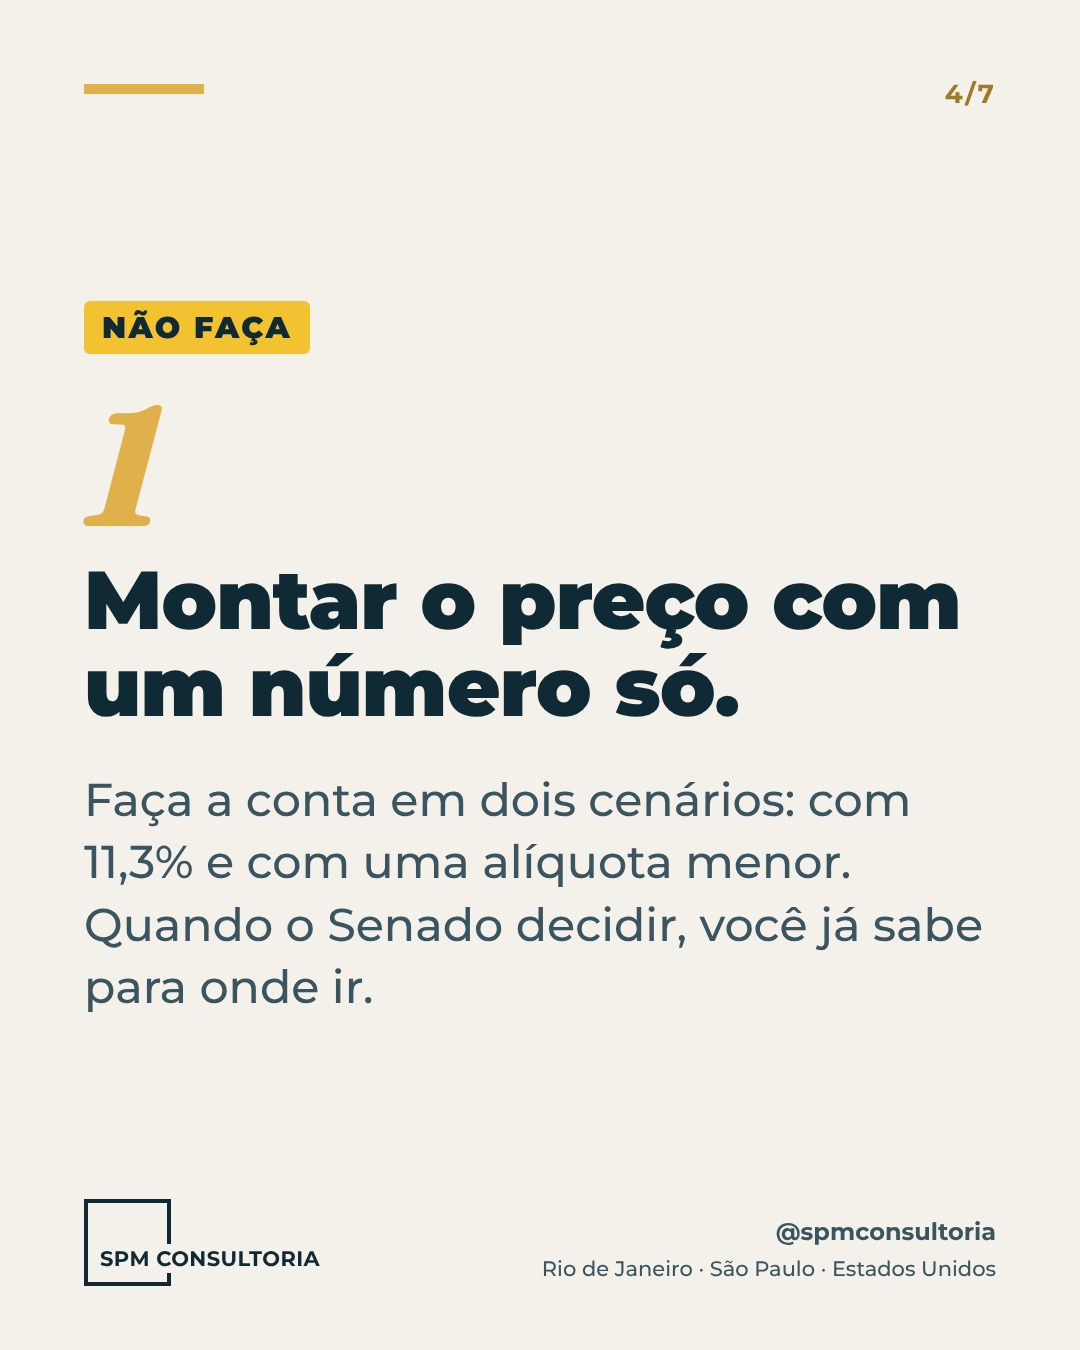 4/7
NÃO FAÇA
1
Montar o preço com
um número só.
Faça a conta em dois cenários: com
11,3% e com uma alíquota menor.
Quando o Senado decidir, você já sabe
para onde ir.
SPM CONSULTORIA
@spmconsultoria
Rio de Janeiro · São Paulo · Estados Unidos